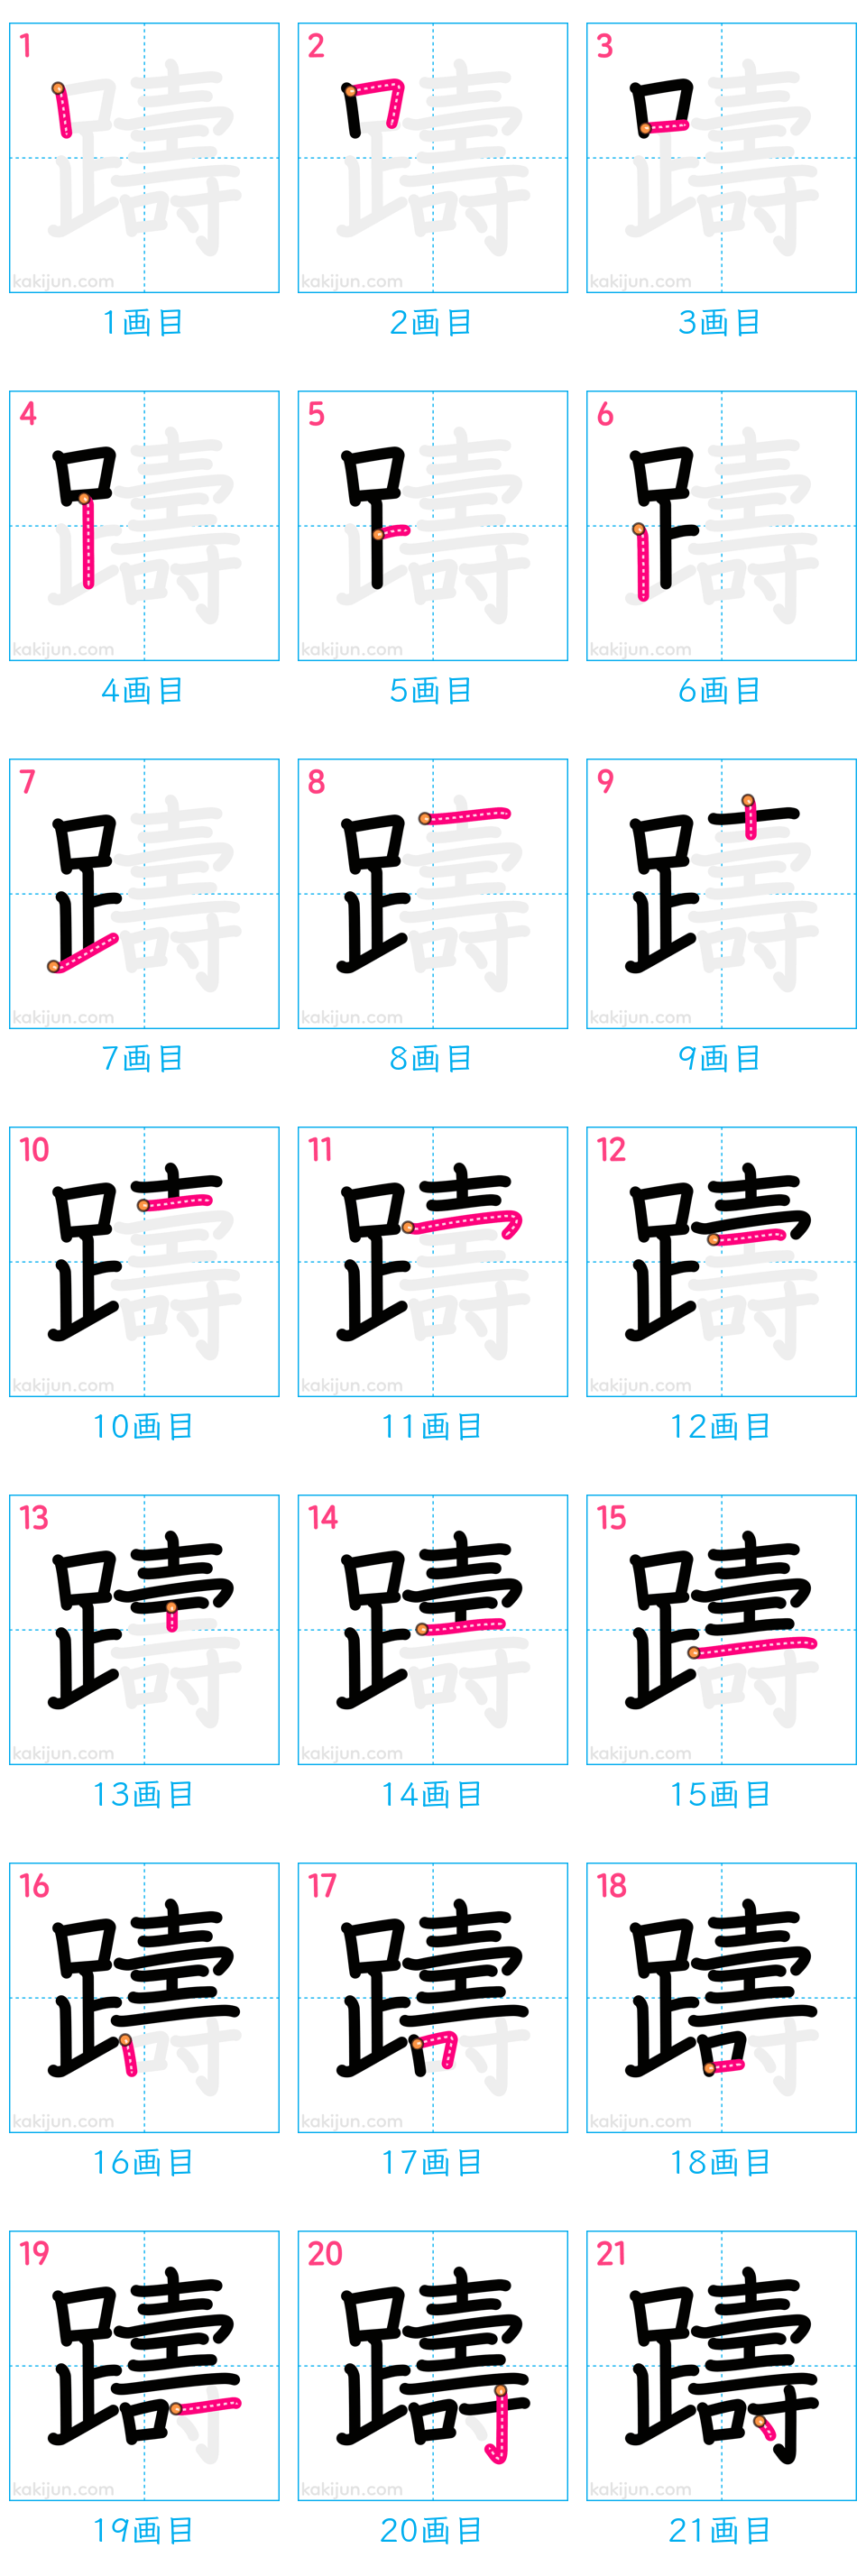 1 2 3
kakijun.com kakijun.com kakijun.com
1画目 2画目 3画目
4 5 6
kakijun.com kakijun.com kakijun.com
4画目 5画目 6画目
7 8 9
kakijun.com kakijun.com kakijun.com
7画目 8画目 9画目
10 11 12
kakijun.com kakijun.com kakijun.com
10画目 11画目 12画目
13 14 15
kakijun.com kakijun.com kakijun.com
13画目 14画目 15画目
16 17 18
kakijun.com kakijun.com kakijun.com
16画目 17画目 18画目
19 20 21
躊 躊 躊
kakijun.com kakijun.com kakijun.com
19画目 20画目 21画目